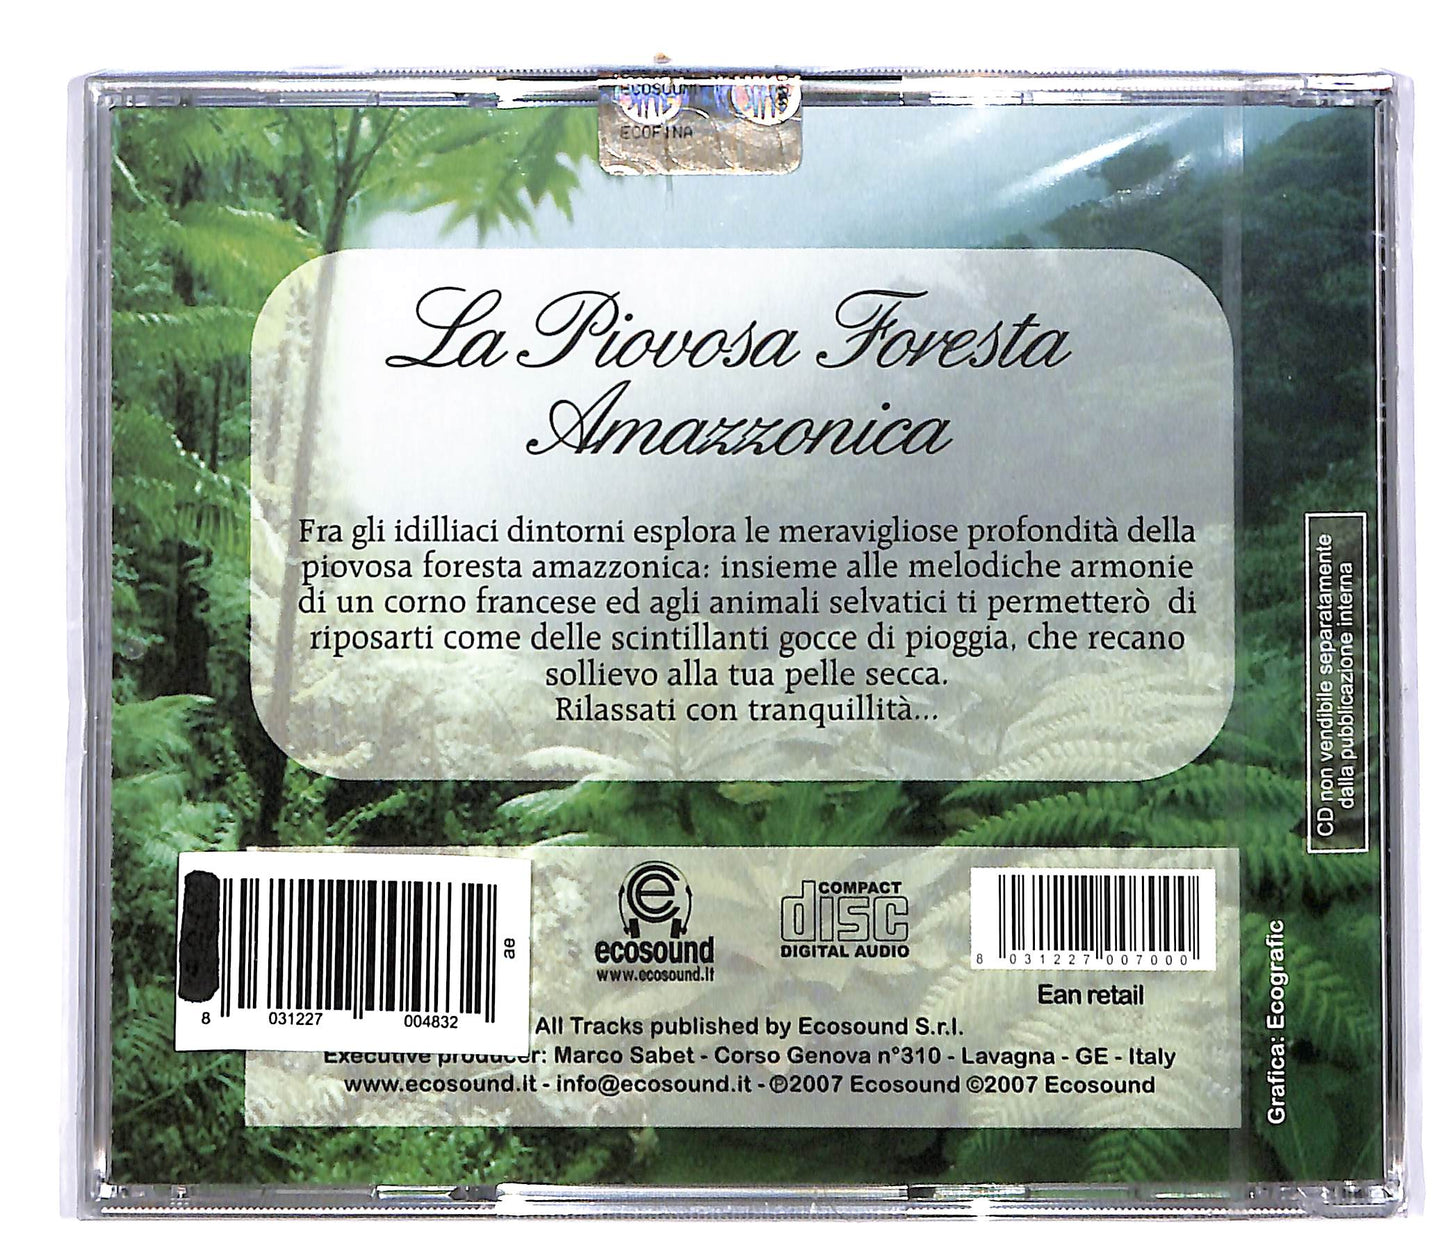 ECOSOUND
ECOFINA
La Piovosa Foresta
Amazzonica
Fra gli idilliaci dintorni esplora le meravigliose profondità della
piovosa foresta amazzonica: insieme alle melodiche armonie
di un corno francese ed agli animali selvatici ti permetterò di
riposarti come delle scintillanti gocce di pioggia, che recano
sollievo alla tua pelle secca.
Rilassati con tranquillità...
CD non vendibile separatamente
dalla pubblicazione interna
8 031227 004832
ae
e
ecosound
www.ecosound.it
COMPACT
disc
DIGITAL AUDIO
8 031227 007000
Ean retail
All Tracks published by Ecosound S.r.l.
Executive producer: Marco Sabet - Corso Genova n°310 - Lavagna - GE - Italy
www.ecosound.it - info@ecosound.it - ℗2007 Ecosound ©2007 Ecosound
Grafica: Ecografic